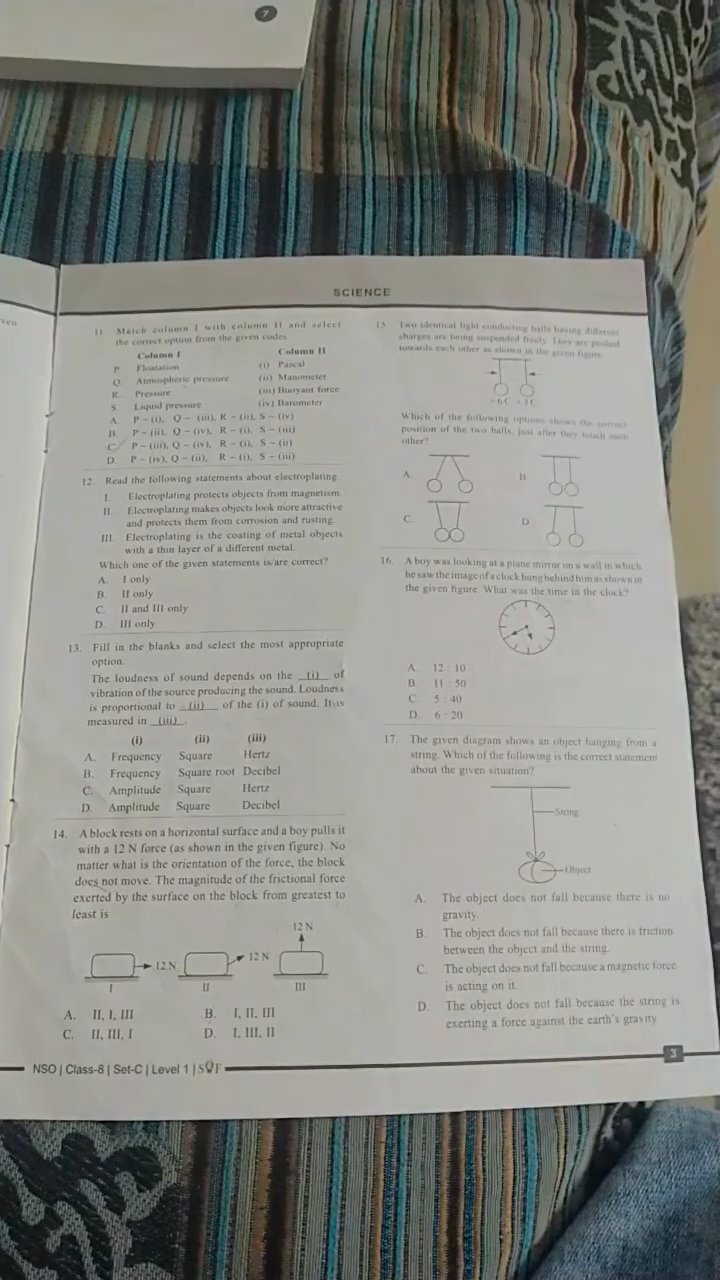 7
ven
SCIENCE
11. Match column I with column II and select
the correct option from the given codes.
Column I Column II
P. Floatation (i) Pascal
Q. Atmospheric pressure (ii) Manometer
R. Pressure (iii) Buoyant force
S. Liquid pressure (iv) Barometer
A. P - (i), Q - (iii), R - (ii), S - (iv)
B. P - (ii), Q - (iv), R - (i), S - (iii)
C. P - (iii), Q - (iv), R - (i), S - (ii)
D. P - (iv), Q - (ii), R - (i), S - (iii)
12. Read the following statements about electroplating.
I. Electroplating protects objects from magnetism.
II. Electroplating makes objects look more attractive
and protects them from corrosion and rusting.
III. Electroplating is the coating of metal objects
with a thin layer of a different metal.
Which one of the given statements is/are correct?
A. I only
B. II only
C. II and III only
D. III only
13. Fill in the blanks and select the most appropriate
option.
The loudness of sound depends on the (i) of
vibration of the source producing the sound. Loudness
is proportional to (ii) of the (i) of sound. It is
measured in (iii).
(i) (ii) (iii)
A. Frequency Square Hertz
B. Frequency Square root Decibel
C. Amplitude Square Hertz
D. Amplitude Square Decibel
14. A block rests on a horizontal surface and a boy pulls it
with a 12 N force (as shown in the given figure). No
matter what is the orientation of the force, the block
does not move. The magnitude of the frictional force
exerted by the surface on the block from greatest to
least is
12 N
12 N
12 N
I II III
A. II, I, III B. I, II, III
C. II, III, I D. I, III, II
15. Two identical light conducting balls having different
charges are being suspended freely. They are pushed
towards each other as shown in the given figure.
+6C
Which of the following options shows the correct
position of the two balls, just after they touch each
other?
A. B.
C. D.
16. A boy was looking at a plane mirror on a wall in which
he saw the image of a clock hung behind him as shown in
the given figure. What was the time in the clock?
A. 12 : 10
B. 11 : 50
C. 5 : 40
D. 6 : 20
17. The given diagram shows an object hanging from a
string. Which of the following is the correct statement
about the given situation?
String
Object
A. The object does not fall because there is no
gravity.
B. The object does not fall because there is friction
between the object and the string.
C. The object does not fall because a magnetic force
is acting on it.
D. The object does not fall because the string is
exerting a force against the earth's gravity.
3
NSO | Class-8 | Set-C | Level 1 | SOF